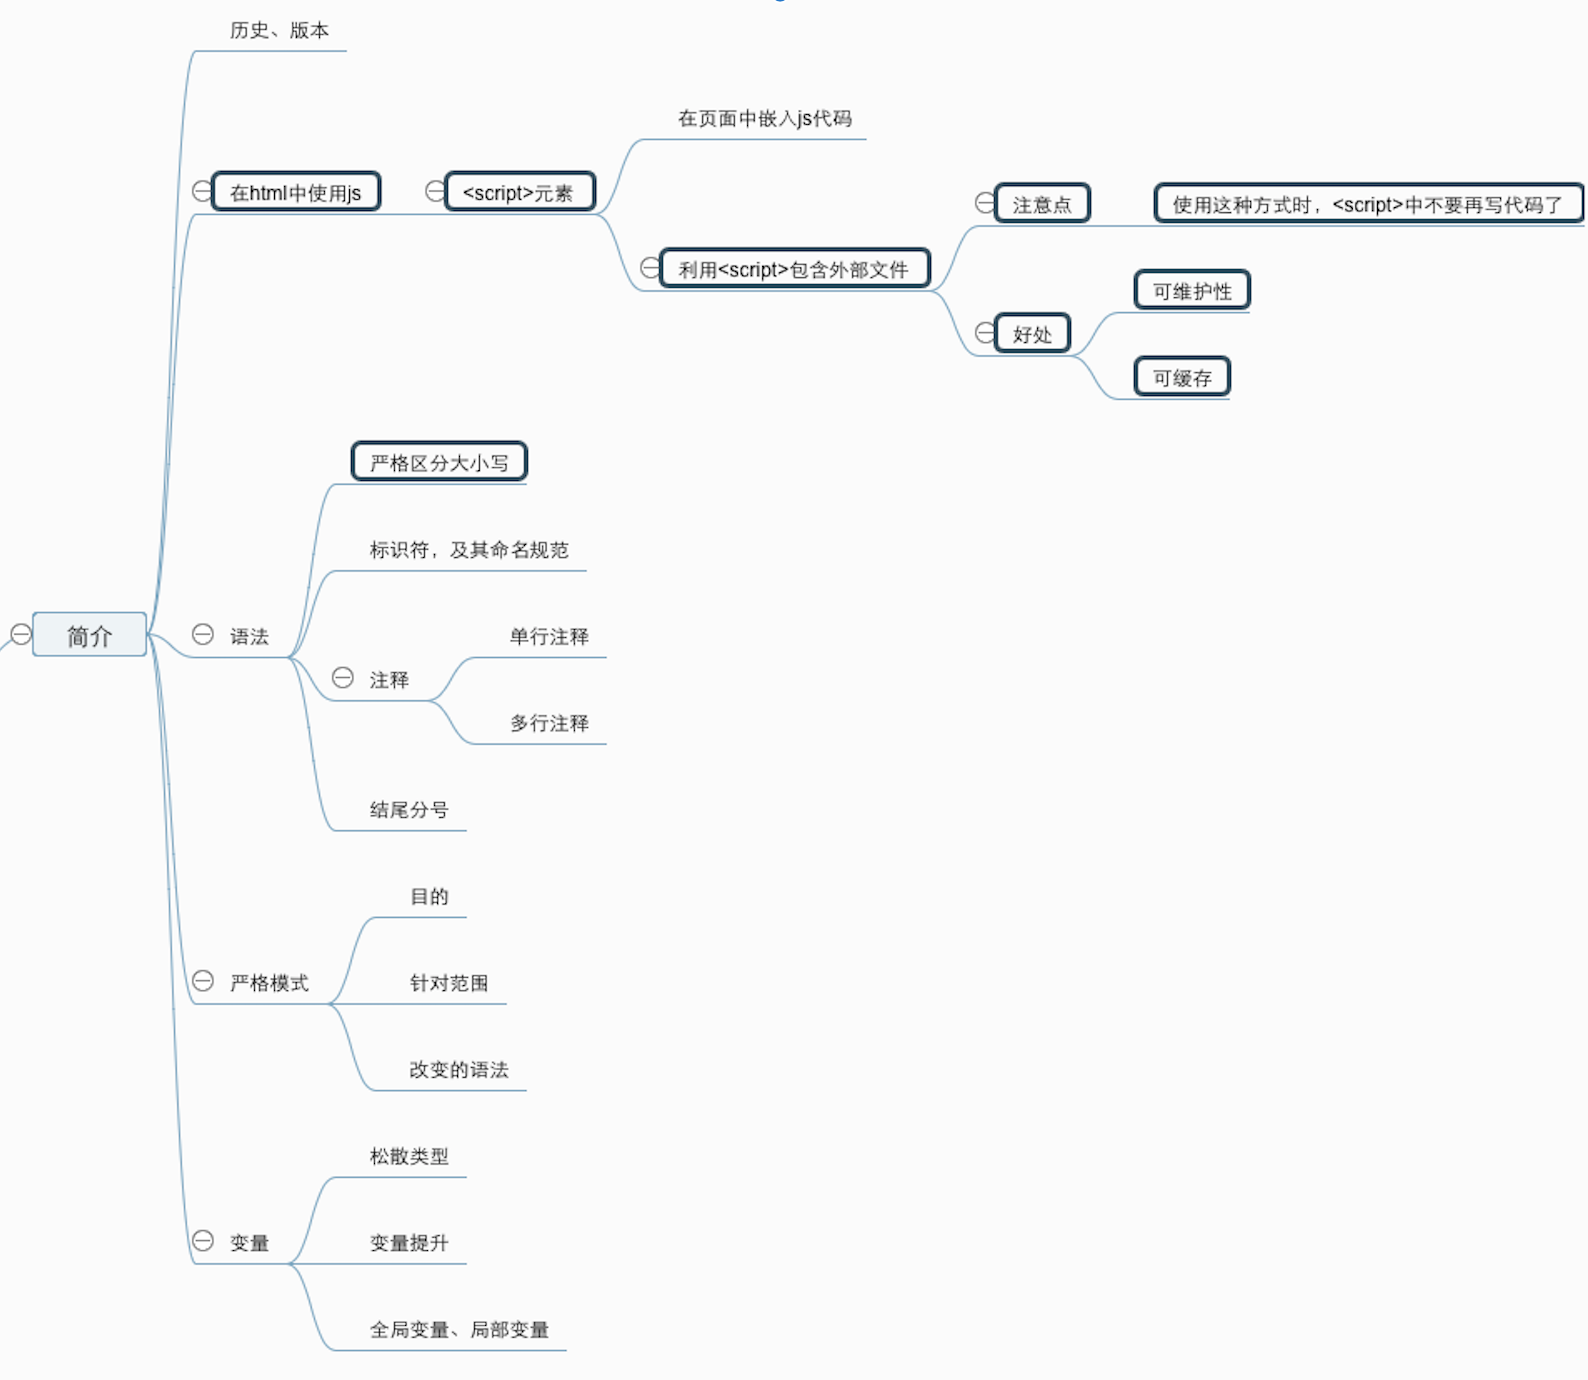 历史、版本
在页面中嵌入js代码
在html中使用js
<script>元素
注意点
使用这种方式时，<script>中不要再写代码了
利用<script>包含外部文件
可维护性
好处
可缓存
严格区分大小写
标识符，及其命名规范
简介
语法
单行注释
注释
多行注释
结尾分号
目的
严格模式
针对范围
改变的语法
松散类型
变量
变量提升
全局变量、局部变量